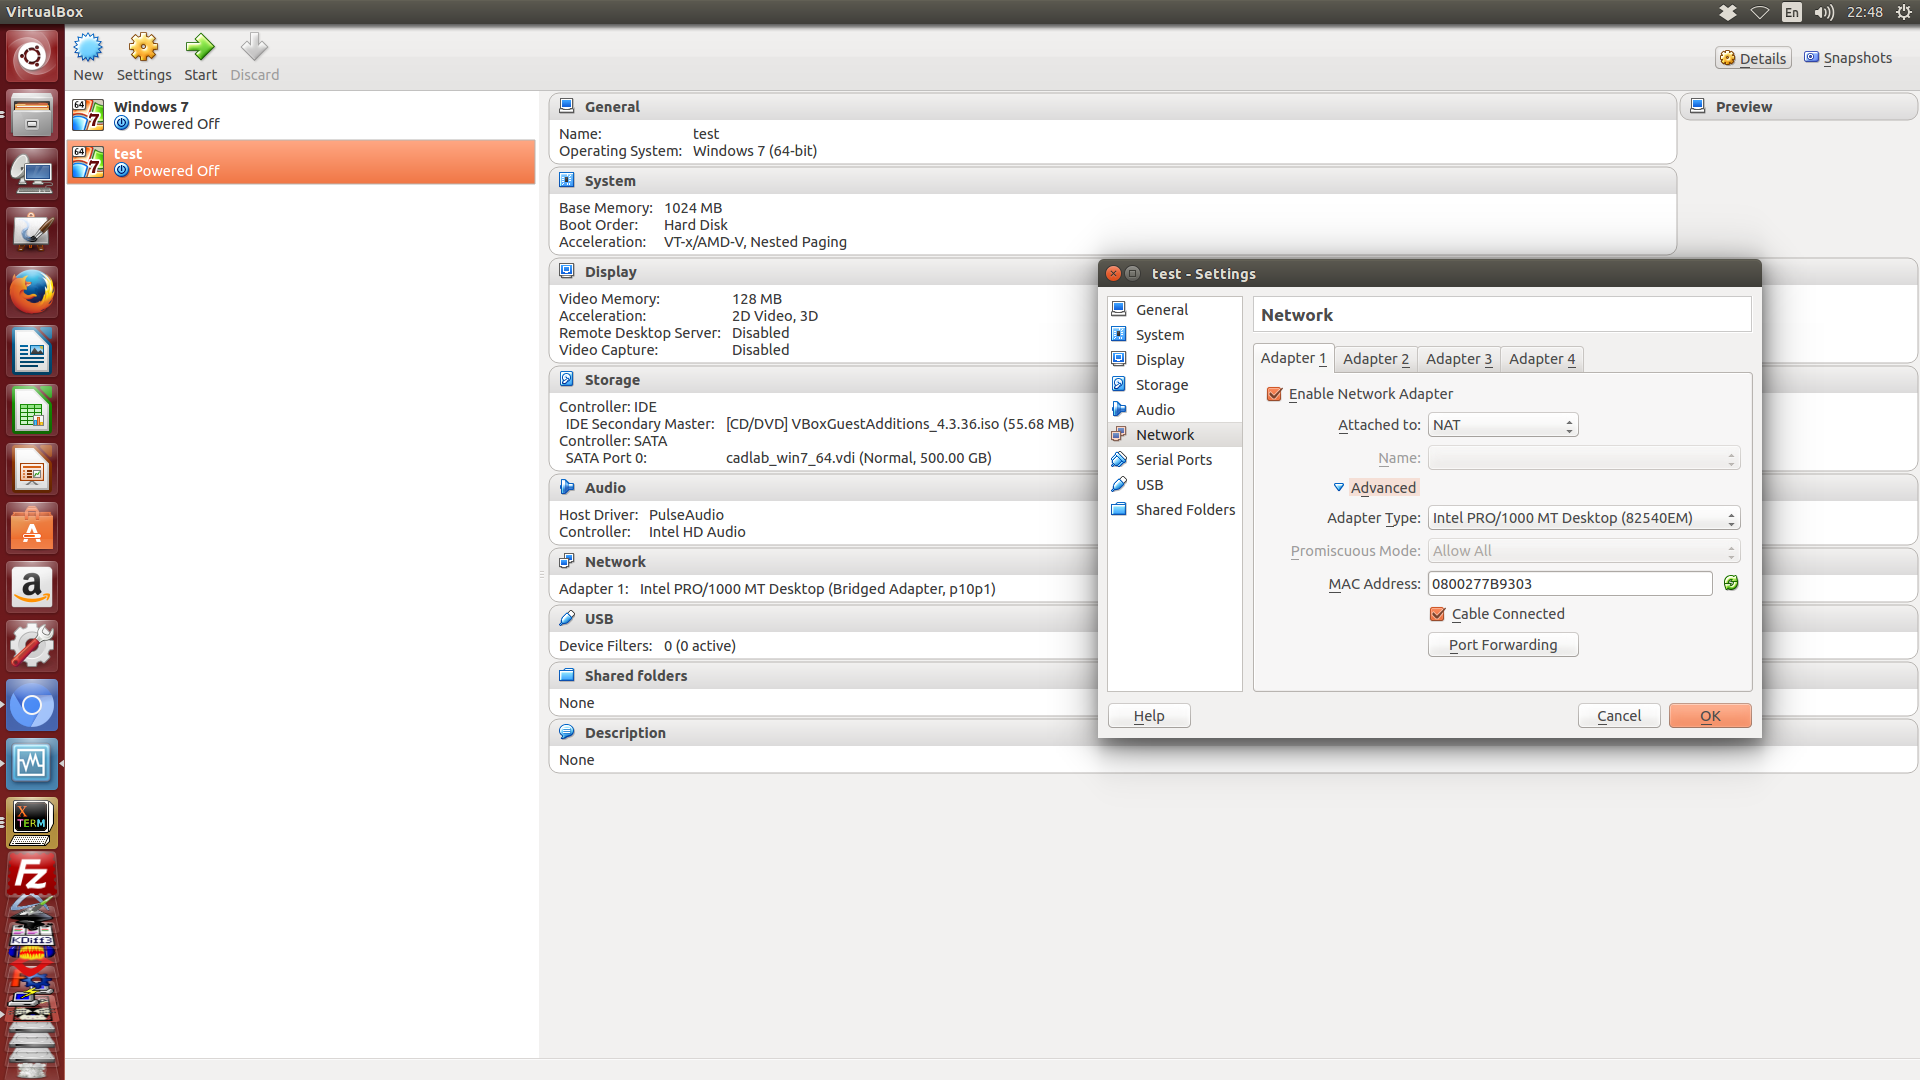 VirtualBox
En
22:48
New
Settings
Start
Discard
Details
Snapshots
64
7
Windows 7
Powered Off
64
7
test
Powered Off
General
Name: test
Operating System: Windows 7 (64-bit)
System
Base Memory: 1024 MB
Boot Order: Hard Disk
Acceleration: VT-x/AMD-V, Nested Paging
Display
Video Memory: 128 MB
Acceleration: 2D Video, 3D
Remote Desktop Server: Disabled
Video Capture: Disabled
Storage
Controller: IDE
IDE Secondary Master: [CD/DVD] VBoxGuestAdditions_4.3.36.iso (55.68 MB)
Controller: SATA
SATA Port 0: cadlab_win7_64.vdi (Normal, 500.00 GB)
Audio
Host Driver: PulseAudio
Controller: Intel HD Audio
Network
Adapter 1: Intel PRO/1000 MT Desktop (Bridged Adapter, p10p1)
USB
Device Filters: 0 (0 active)
Shared folders
None
Description
None
Preview
test - Settings
General
System
Display
Storage
Audio
Network
Serial Ports
USB
Shared Folders
Network
Adapter 1
Adapter 2
Adapter 3
Adapter 4
Enable Network Adapter
Attached to: NAT
Name:
Advanced
Adapter Type: Intel PRO/1000 MT Desktop (82540EM)
Promiscuous Mode: Allow All
MAC Address: 0800277B9303
Cable Connected
Port Forwarding
Help
Cancel
OK
a
X
TERM
Fz
KDiff3